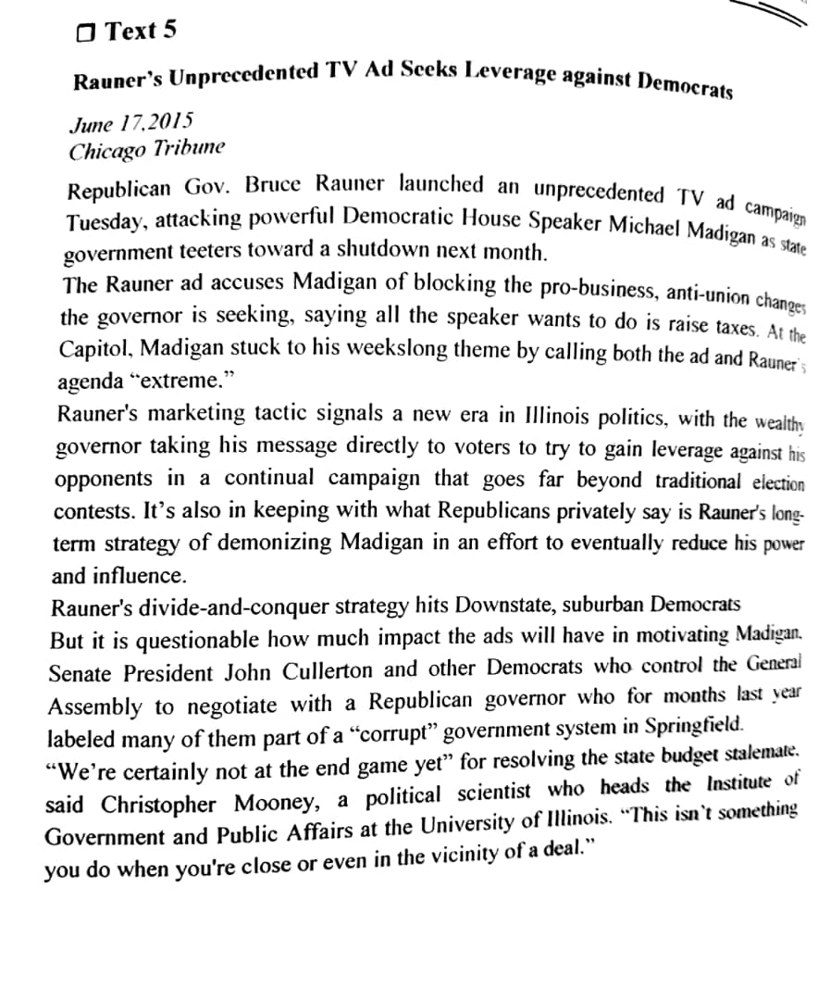 Text 5
Rauner's Unprecedented TV Ad Seeks Leverage against Democrats
June 17,2015
Chicago Tribune
Republican Gov. Bruce Rauner launched an unprecedented TV ad campaign
Tuesday, attacking powerful Democratic House Speaker Michael Madigan as state
government teeters toward a shutdown next month.
The Rauner ad accuses Madigan of blocking the pro-business, anti-union changes
the governor is seeking, saying all the speaker wants to do is raise taxes. At the
Capitol, Madigan stuck to his weekslong theme by calling both the ad and Rauner's
agenda “extreme.”
Rauner's marketing tactic signals a new era in Illinois politics, with the wealthy
governor taking his message directly to voters to try to gain leverage against his
opponents in a continual campaign that goes far beyond traditional election
contests. It’s also in keeping with what Republicans privately say is Rauner's long-
term strategy of demonizing Madigan in an effort to eventually reduce his power
and influence.
Rauner's divide-and-conquer strategy hits Downstate, suburban Democrats
But it is questionable how much impact the ads will have in motivating Madigan.
Senate President John Cullerton and other Democrats who control the General
Assembly to negotiate with a Republican governor who for months last year
labeled many of them part of a “corrupt” government system in Springfield.
“We’re certainly not at the end game yet” for resolving the state budget stalemate.
said Christopher Mooney, a political scientist who heads the Institute of
Government and Public Affairs at the University of Illinois. “This isn’t something
you do when you're close or even in the vicinity of a deal.”